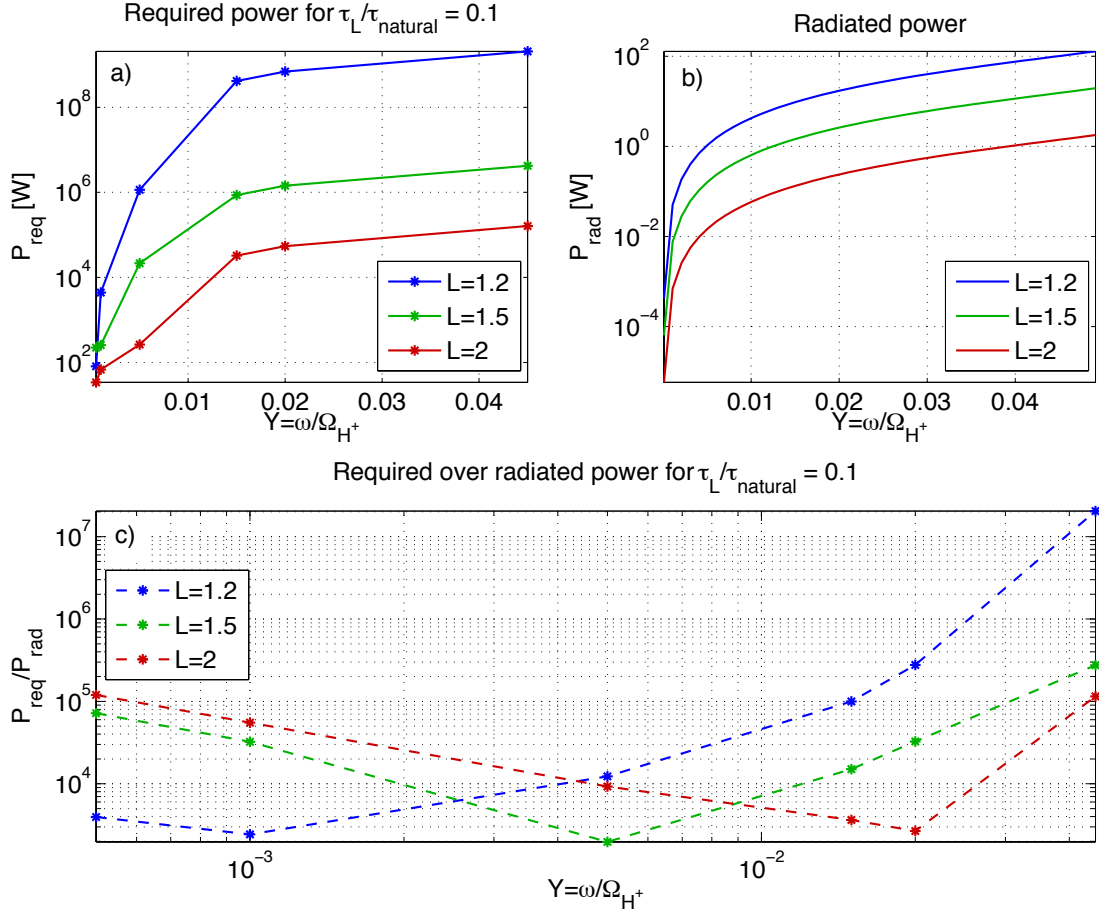 Required power for τ_L/τ_natural = 0.1
a)
P_req [W]
10^8
10^6
10^4
10^2
L=1.2
L=1.5
L=2
0.01 0.02 0.03 0.04
Y=ω/Ω_H^+
Radiated power
b)
P_rad [W]
10^2
10^0
10^−2
10^−4
L=1.2
L=1.5
L=2
0.01 0.02 0.03 0.04
Y=ω/Ω_H^+
Required over radiated power for τ_L/τ_natural = 0.1
c)
P_req/P_rad
10^7
10^6
10^5
10^4
L=1.2
L=1.5
L=2
10^−3 10^−2
Y=ω/Ω_H^+